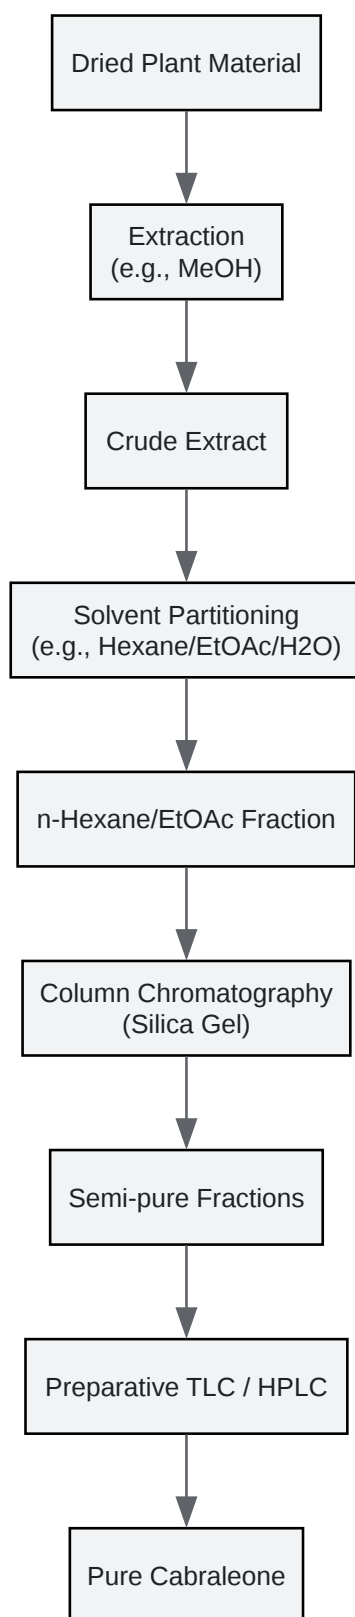 Dried Plant Material
Extraction
(e.g., MeOH)
Crude Extract
Solvent Partitioning
(e.g., Hexane/EtOAc/H2O)
n-Hexane/EtOAc Fraction
Column Chromatography
(Silica Gel)
Semi-pure Fractions
Preparative TLC / HPLC
Pure Cabraleone